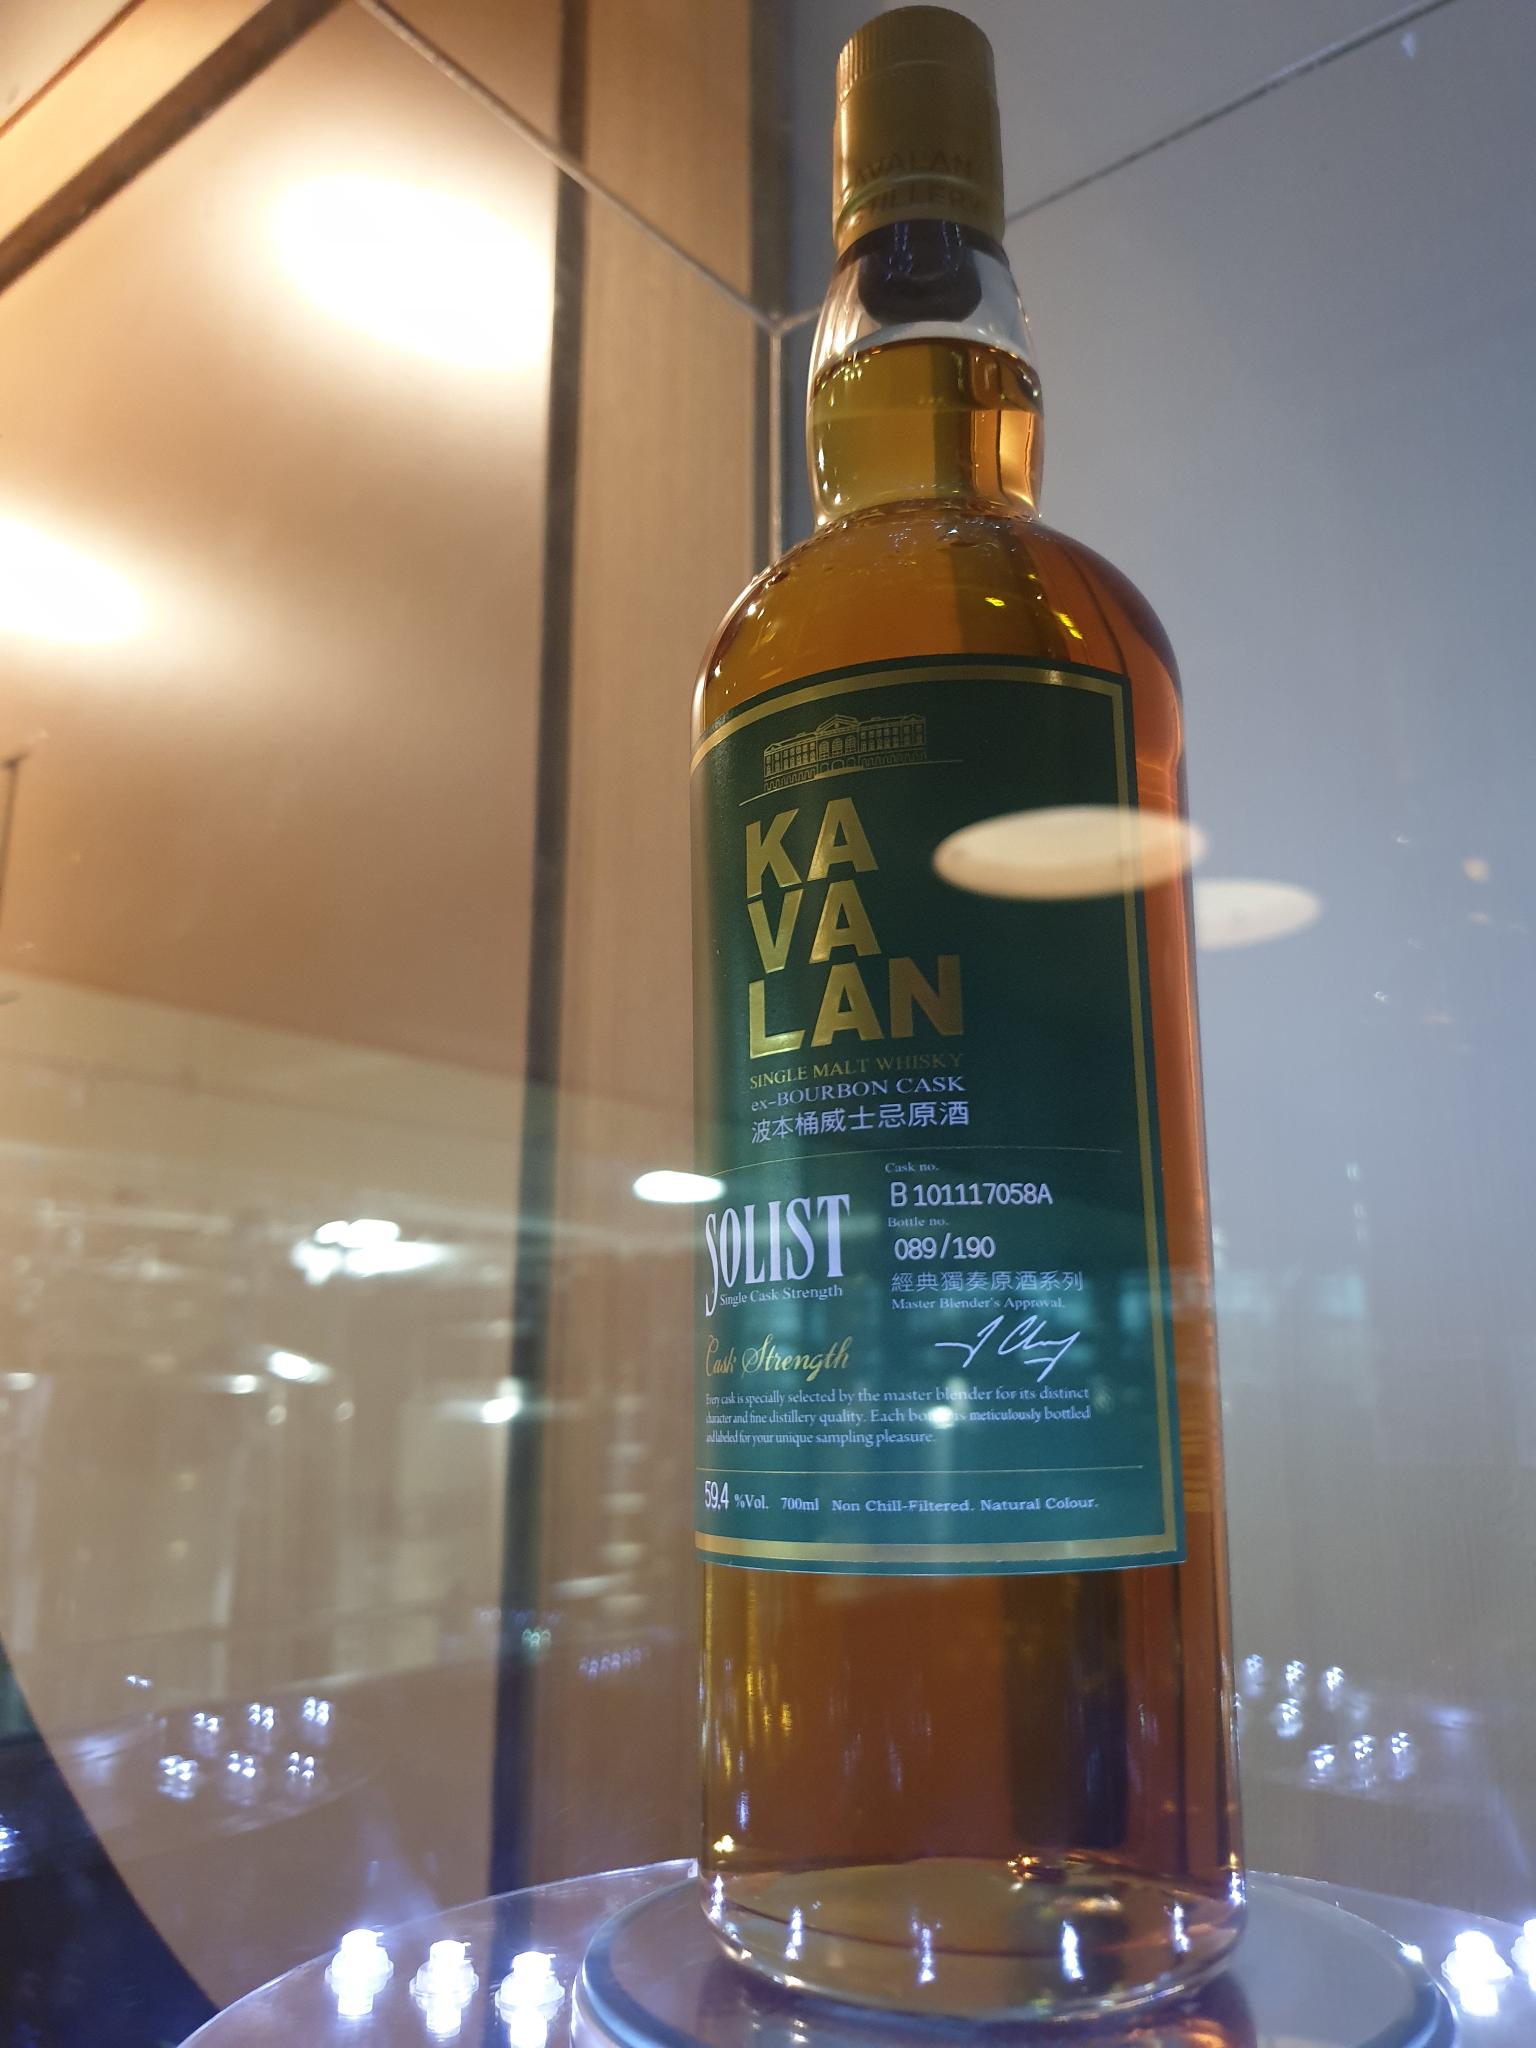 KAVALAN
DISTILLERY
KA
VA
LAN
SINGLE MALT WHISKY
ex-BOURBON CASK
波本桶威士忌原酒
Cask no.
B 101117058A
Bottle no.
089/190
SOLIST
Single Cask Strength
經典獨奏原酒系列
Master Blender's Approval.
Cask Strength
Every cask is specially selected by the master blender for its distinct
character and fine distillery quality. Each bottle is meticulously bottled
and labeled for your unique sampling pleasure.
59.4 %Vol. 700ml Non Chill-Filtered. Natural Colour.